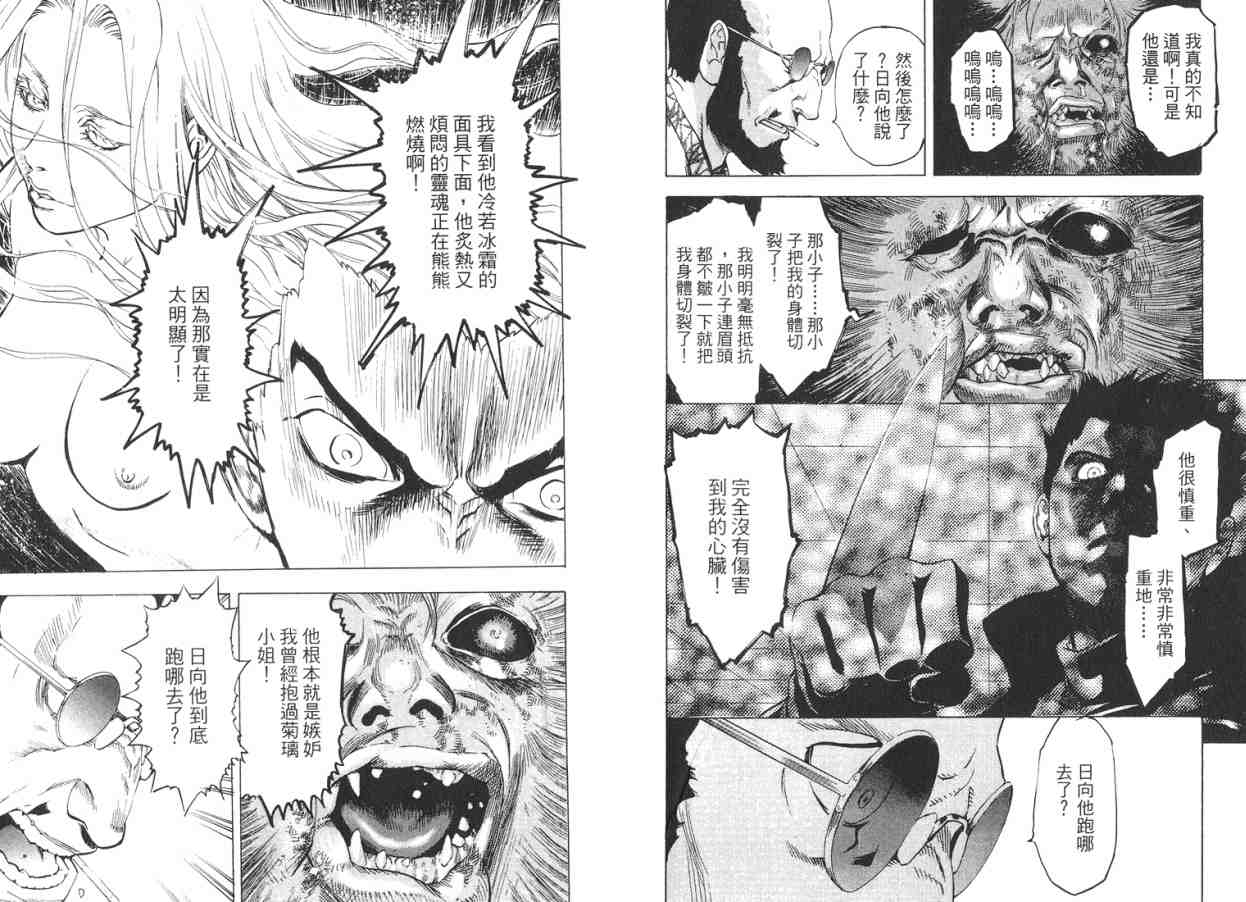 我真的不知
道啊！可是
他還是⋯
嗚⋯嗚嗚
嗚嗚嗚嗚⋯
然後怎麼了
？日向他說
了什麼？
那小子⋯⋯那小
子把我的身體切
裂了！
我明明毫無抵抗
，那小子連眉頭
都不皺一下就把
我身體切裂了！
他很慎重、
非常非常慎
重地⋯⋯
完全沒有傷害
到我的心臟！
日向他跑哪
去了？
我看到他冷若冰霜的
面具下面，他炙熱又
煩悶的靈魂正在熊熊
燃燒啊！
因為那實在是
太明顯了！
他根本就是嫉妒
我曾經抱過菊璃
小姐！
日向他到底
跑哪去了？